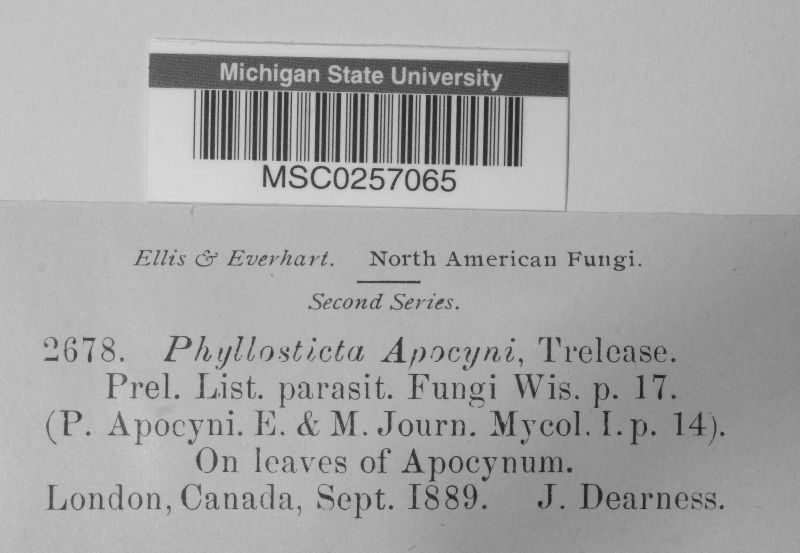 Michigan State University
MSC0257065
Ellis & Everhart. North American Fungi.
Second Series.
2678. Phyllosticta Apocyni, Trelease.
Prel. List. parasit. Fungi Wis. p. 17.
(P. Apocyni. E. & M. Journ. Mycol. I. p. 14).
On leaves of Apocynum.
London, Canada, Sept. 1889. J. Dearness.